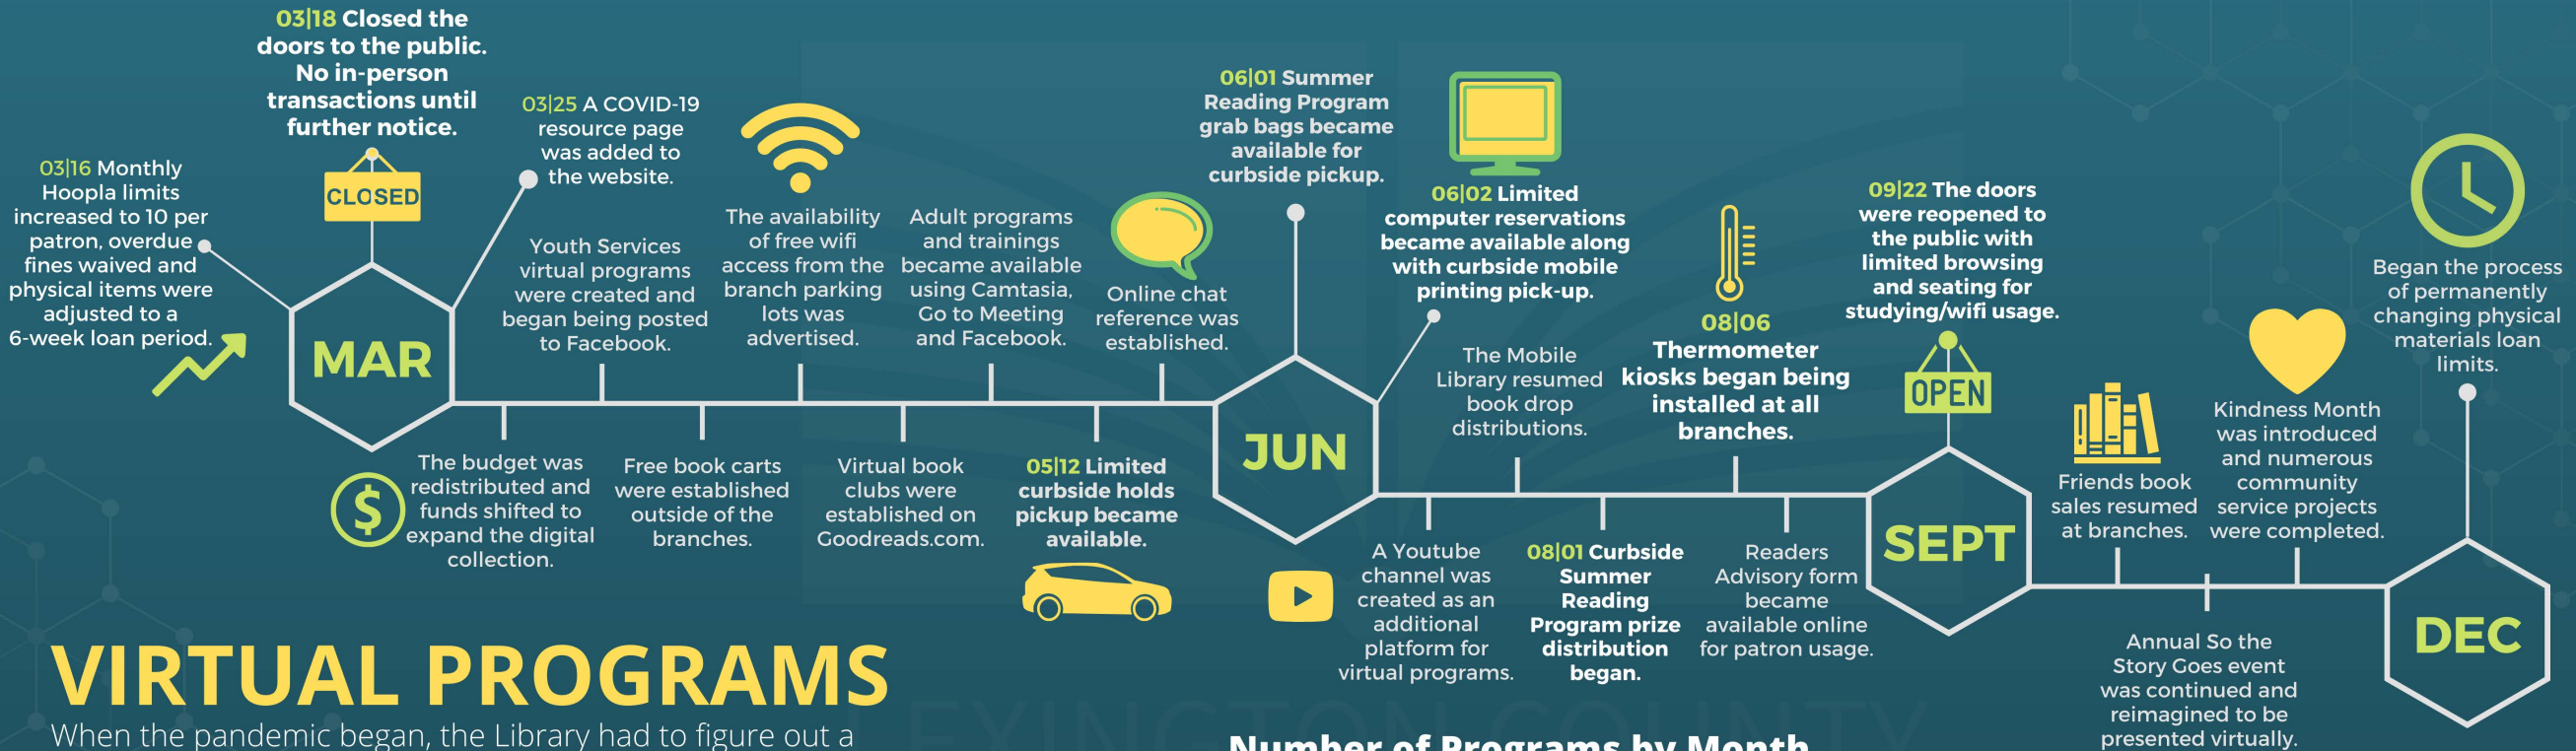 03|16 Monthly
Hoopla limits
increased to 10 per
patron, overdue
fines waived and
physical items were
adjusted to a
6-week loan period.
03|18 Closed the
doors to the public.
No in-person
transactions until
further notice.
CLOSED
MAR
03|25 A COVID-19
resource page
was added to
the website.
The budget was
redistributed and
funds shifted to
expand the digital
collection.
$
Youth Services
virtual programs
were created and
began being posted
to Facebook.
Free book carts
were established
outside of the
branches.
The availability
of free wifi
access from the
branch parking
lots was
advertised.
Virtual book
clubs were
established on
Goodreads.com.
Adult programs
and trainings
became available
using Camtasia,
Go to Meeting
and Facebook.
05|12 Limited
curbside holds
pickup became
available.
Online chat
reference was
established.
06|01 Summer
Reading Program
grab bags became
available for
curbside pickup.
JUN
06|02 Limited
computer reservations
became available along
with curbside mobile
printing pick-up.
A Youtube
channel was
created as an
additional
platform for
virtual programs.
The Mobile
Library resumed
book drop
distributions.
08|01 Curbside
Summer
Reading
Program prize
distribution
began.
08|06
Thermometer
kiosks began being
installed at all
branches.
Readers
Advisory form
became
available online
for patron usage.
09|22 The doors
were reopened to
the public with
limited browsing
and seating for
studying/wifi usage.
OPEN
SEPT
Friends book
sales resumed
at branches.
Annual So the
Story Goes event
was continued and
reimagined to be
presented virtually.
Kindness Month
was introduced
and numerous
community
service projects
were completed.
Began the process
of permanently
changing physical
materials loan
limits.
DEC
VIRTUAL PROGRAMS
When the pandemic began, the Library had to figure out a
LEXINGTON COUNTY
Number of Programs by Month